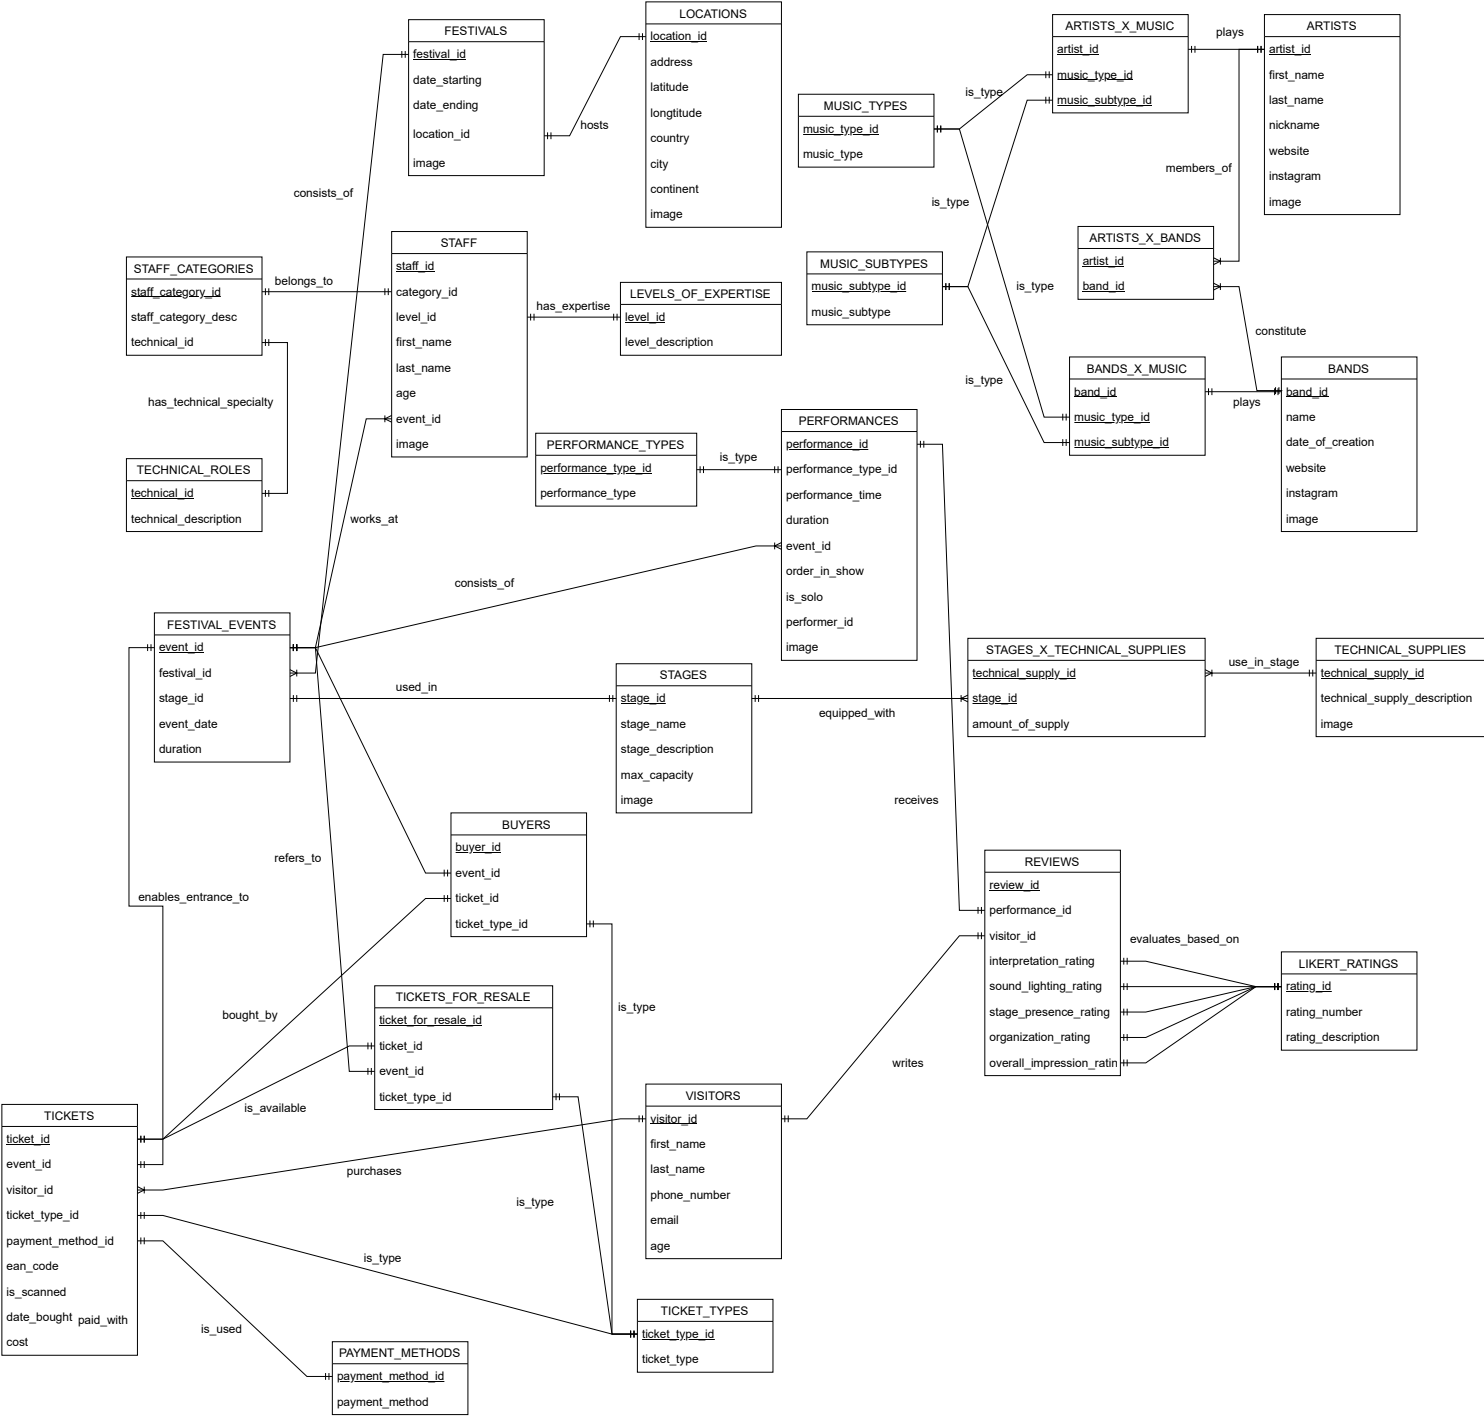 FESTIVALS
festival_id
date_starting
date_ending
location_id
image
LOCATIONS
location_id
address
latitude
longtitude
country
city
continent
image
hosts
consists_of
ARTISTS_X_MUSIC
artist_id
music_type_id
music_subtype_id
plays
ARTISTS
artist_id
first_name
last_name
nickname
website
instagram
image
is_type
MUSIC_TYPES
music_type_id
music_type
members_of
is_type
ARTISTS_X_BANDS
artist_id
band_id
MUSIC_SUBTYPES
music_subtype_id
music_subtype
is_type
constitute
is_type
BANDS_X_MUSIC
band_id
music_type_id
music_subtype_id
plays
BANDS
band_id
name
date_of_creation
website
instagram
image
STAFF_CATEGORIES
staff_category_id
staff_category_desc
technical_id
belongs_to
STAFF
staff_id
category_id
level_id
first_name
last_name
age
event_id
image
has_expertise
LEVELS_OF_EXPERTISE
level_id
level_description
has_technical_specialty
TECHNICAL_ROLES
technical_id
technical_description
works_at
PERFORMANCE_TYPES
performance_type_id
performance_type
is_type
PERFORMANCES
performance_id
performance_type_id
performance_time
duration
event_id
order_in_show
is_solo
performer_id
image
consists_of
FESTIVAL_EVENTS
event_id
festival_id
stage_id
event_date
duration
used_in
STAGES
stage_id
stage_name
stage_description
max_capacity
image
equipped_with
STAGES_X_TECHNICAL_SUPPLIES
technical_supply_id
stage_id
amount_of_supply
use_in_stage
TECHNICAL_SUPPLIES
technical_supply_id
technical_supply_description
image
receives
BUYERS
buyer_id
event_id
ticket_id
ticket_type_id
refers_to
enables_entrance_to
REVIEWS
review_id
performance_id
visitor_id
interpretation_rating
sound_lighting_rating
stage_presence_rating
organization_rating
overall_impression_ratin
evaluates_based_on
LIKERT_RATINGS
rating_id
rating_number
rating_description
TICKETS_FOR_RESALE
ticket_for_resale_id
ticket_id
event_id
ticket_type_id
is_type
bought_by
is_available
writes
VISITORS
visitor_id
first_name
last_name
phone_number
email
age
TICKETS
ticket_id
event_id
visitor_id
ticket_type_id
payment_method_id
ean_code
is_scanned
date_bought
cost
paid_with
purchases
is_type
is_type
is_used
TICKET_TYPES
ticket_type_id
ticket_type
PAYMENT_METHODS
payment_method_id
payment_method